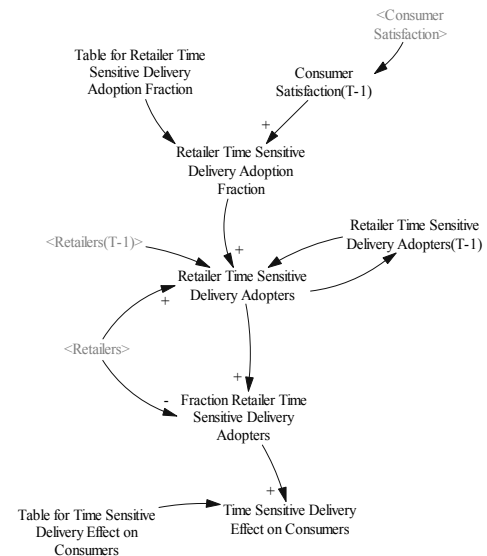 <Consumer
Satisfaction>
Table for Retailer Time
Sensitive Delivery
Adoption Fraction
Consumer
Satisfaction(T-1)
+
Retailer Time Sensitive
Delivery Adoption
Fraction
<Retailers(T-1)>
+
Retailer Time Sensitive
Delivery Adopters(T-1)
Retailer Time Sensitive
Delivery Adopters
+
<Retailers>
+
-
Fraction Retailer Time
Sensitive Delivery
Adopters
+
Table for Time Sensitive
Delivery Effect on
Consumers
Time Sensitive Delivery
Effect on Consumers